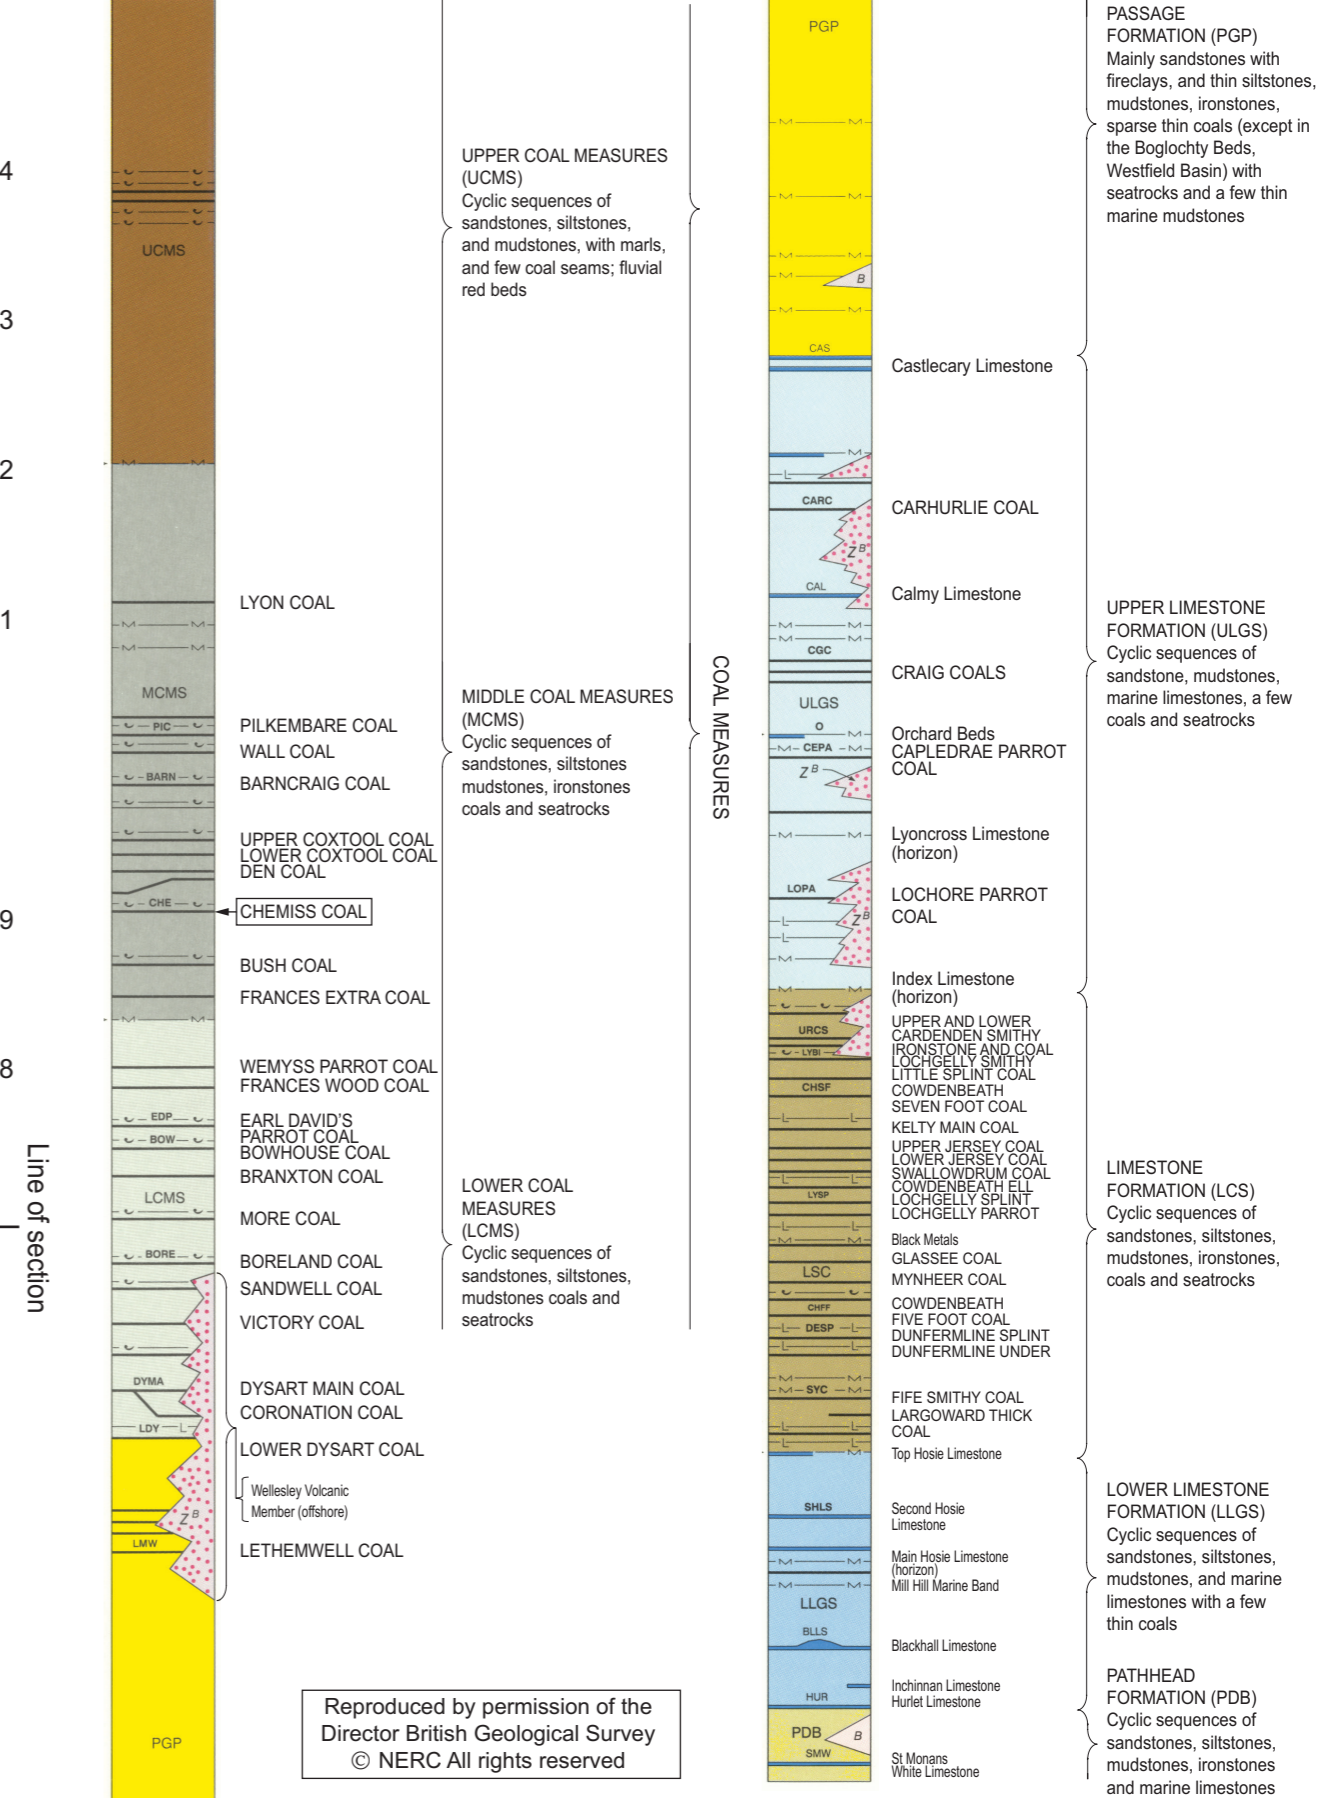 4
3
2
1
9
8
Line of section
UCMS
MCMS
PIC
BARN
CHE
EDP
BOW
LCMS
BORE
DYMA
LDY L
Z B
LMW
PGP
LYON COAL
PILKEMBARE COAL
WALL COAL
BARNCRAIG COAL
UPPER COXTOOL COAL
LOWER COXTOOL COAL
DEN COAL
CHEMISS COAL
BUSH COAL
FRANCES EXTRA COAL
WEMYSS PARROT COAL
FRANCES WOOD COAL
EARL DAVID'S
PARROT COAL
BOWHOUSE COAL
BRANXTON COAL
MORE COAL
BORELAND COAL
SANDWELL COAL
VICTORY COAL
DYSART MAIN COAL
CORONATION COAL
LOWER DYSART COAL
Wellesley Volcanic
Member (offshore)
LETHEMWELL COAL
UPPER COAL MEASURES
(UCMS)
Cyclic sequences of
sandstones, siltstones,
and mudstones, with marls,
and few coal seams; fluvial
red beds
MIDDLE COAL MEASURES
(MCMS)
Cyclic sequences of
sandstones, siltstones
mudstones, ironstones
coals and seatrocks
LOWER COAL
MEASURES
(LCMS)
Cyclic sequences of
sandstones, siltstones,
mudstones coals and
seatrocks
COAL MEASURES
Reproduced by permission of the
Director British Geological Survey
© NERC All rights reserved
PGP
M M
M M
M M
M B
M M
CAS
M
L
CARC
Z B
CAL
M M
M M
CGC
ULGS
O
M
M CEPA M
Z B
M M
LOPA
L Z B
L
M
M M
URCS
LYBI
CHSF
L L
L L
LYSP
L L
M M
LSC
CHFF
L DESP L
L L
M M
M SYC M
L L
L L
M
SHLS
M M
M M
LLGS
BLLS
HUR
PDB B
SMW
Castlecary Limestone
CARHURLIE COAL
Calmy Limestone
CRAIG COALS
Orchard Beds
CAPLEDRAE PARROT
COAL
Lyoncross Limestone
(horizon)
LOCHORE PARROT
COAL
Index Limestone
(horizon)
UPPER AND LOWER
CARDENDEN SMITHY
IRONSTONE AND COAL
LOCHGELLY SMITHY
LITTLE SPLINT COAL
COWDENBEATH
SEVEN FOOT COAL
KELTY MAIN COAL
UPPER JERSEY COAL
LOWER JERSEY COAL
SWALLOWDRUM COAL
COWDENBEATH ELL
LOCHGELLY SPLINT
LOCHGELLY PARROT
Black Metals
GLASSEE COAL
MYNHEER COAL
COWDENBEATH
FIVE FOOT COAL
DUNFERMLINE SPLINT
DUNFERMLINE UNDER
FIFE SMITHY COAL
LARGOWARD THICK
COAL
Top Hosie Limestone
Second Hosie
Limestone
Main Hosie Limestone
(horizon)
Mill Hill Marine Band
Blackhall Limestone
Inchinnan Limestone
Hurlet Limestone
St Monans
White Limestone
PASSAGE
FORMATION (PGP)
Mainly sandstones with
fireclays, and thin siltstones,
mudstones, ironstones,
sparse thin coals (except in
the Boglochty Beds,
Westfield Basin) with
seatrocks and a few thin
marine mudstones
UPPER LIMESTONE
FORMATION (ULGS)
Cyclic sequences of
sandstone, mudstones,
marine limestones, a few
coals and seatrocks
LIMESTONE
FORMATION (LCS)
Cyclic sequences of
sandstones, siltstones,
mudstones, ironstones,
coals and seatrocks
LOWER LIMESTONE
FORMATION (LLGS)
Cyclic sequences of
sandstones, siltstones,
mudstones, and marine
limestones with a few
thin coals
PATHHEAD
FORMATION (PDB)
Cyclic sequences of
sandstones, siltstones,
mudstones, ironstones
and marine limestones